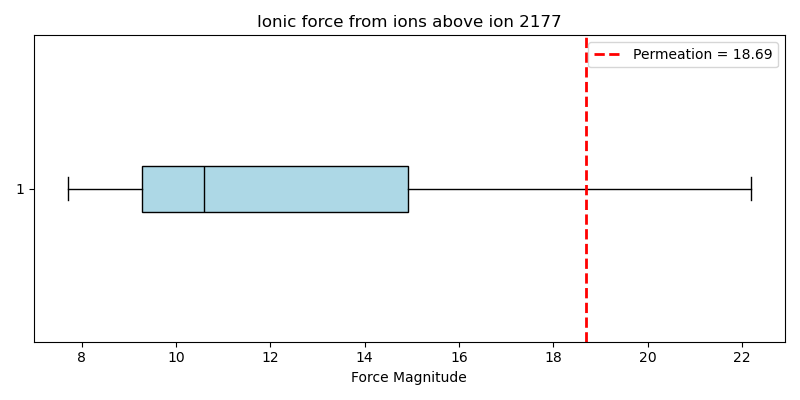 Ionic force from ions above ion 2177
Permeation = 18.69
1
8 10 12 14 16 18 20 22
Force Magnitude